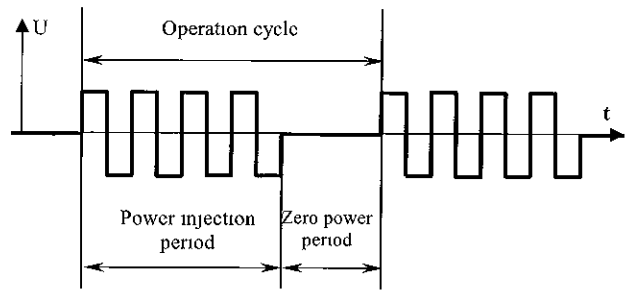 U
Operation cycle
t
Power injection
period
Zero power
period